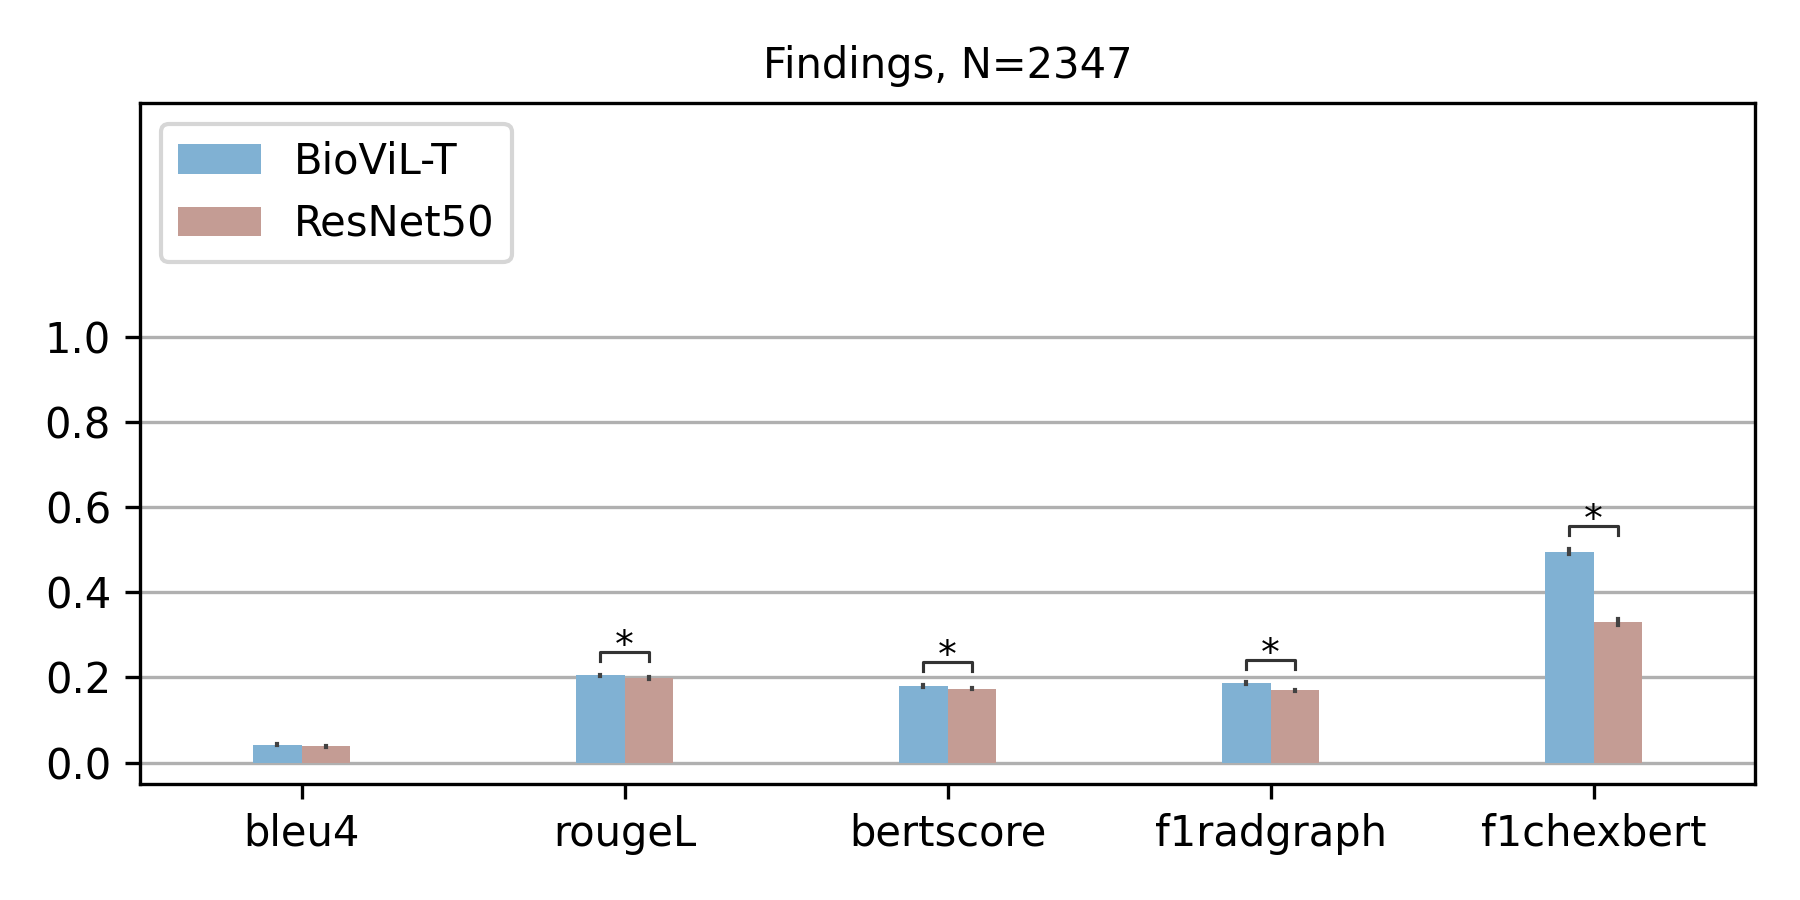 Findings, N=2347
BioViL-T
ResNet50
1.0
0.8
0.6
0.4
0.2
0.0
*
*
*
*
bleu4 rougeL bertscore f1radgraph f1chexbert